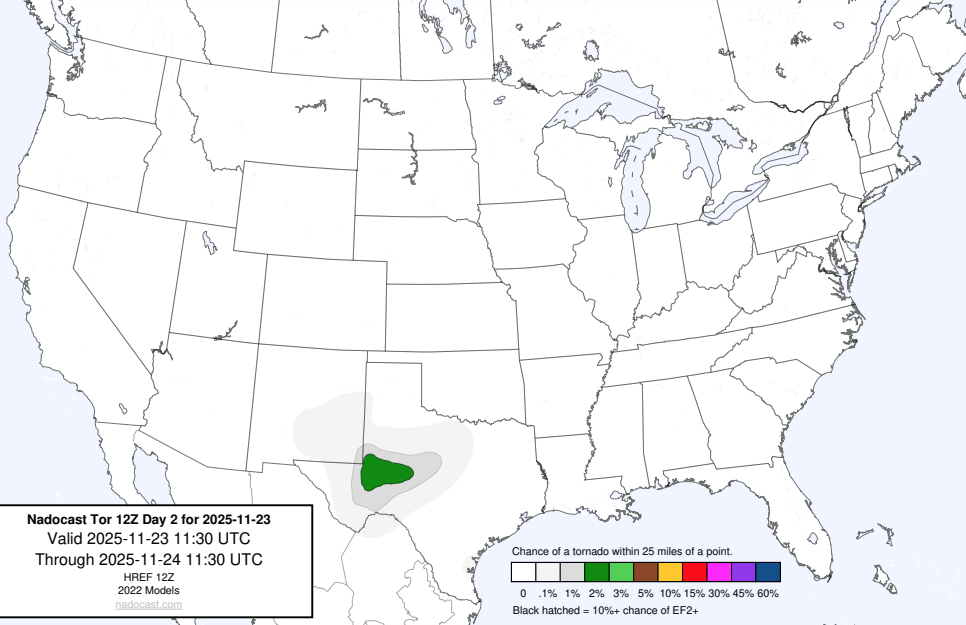 Nadocast Tor 12Z Day 2 for 2025-11-23
Valid 2025-11-23 11:30 UTC
Through 2025-11-24 11:30 UTC
HREF 12Z
2022 Models
nadocast.com
Chance of a tornado within 25 miles of a point.
0 .1% 1% 2% 3% 5% 10% 15% 30% 45% 60%
Black hatched = 10%+ chance of EF2+